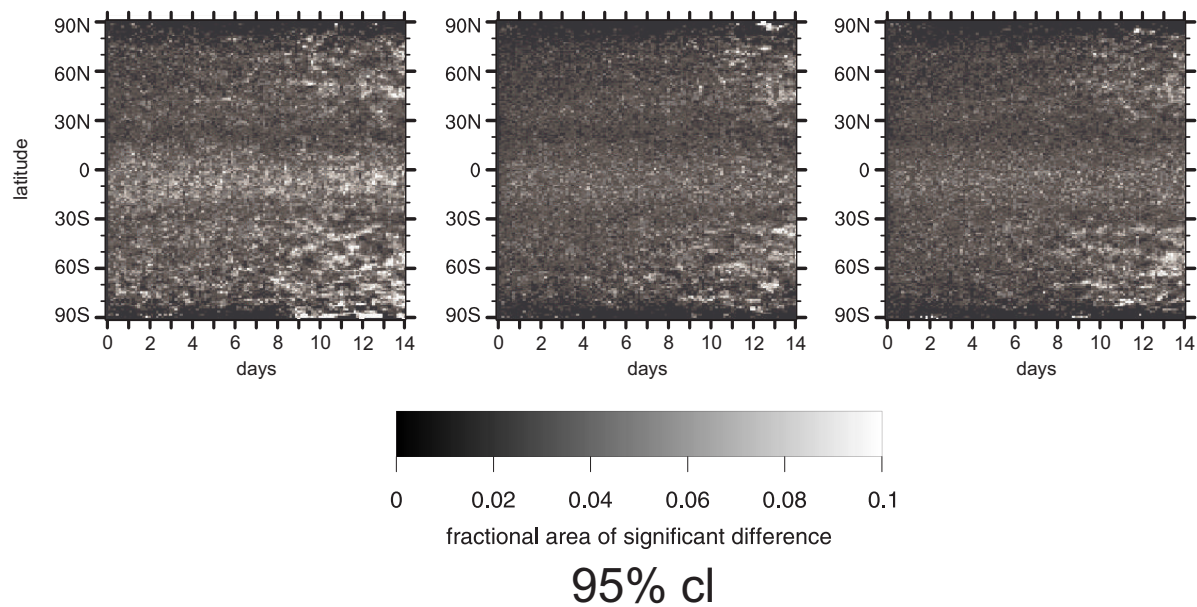 90N 90N 90N
60N 60N 60N
30N 30N 30N
latitude
0 0 0
30S 30S 30S
60S 60S 60S
90S 90S 90S
0 2 4 6 8 10 12 14 0 2 4 6 8 10 12 14 0 2 4 6 8 10 12 14
days days days
0 0.02 0.04 0.06 0.08 0.1
fractional area of significant difference
95% cl